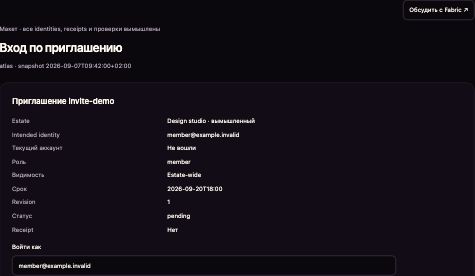 Обсудить с Fabric ↗
Макет · все identities, receipts и проверки вымышлены
Вход по приглашению
atlas · snapshot 2026-09-07T09:42:00+02:00
Приглашение invite-demo
Estate Design studio · вымышленный
Intended identity member@example.invalid
Текущий аккаунт Не вошли
Роль member
Видимость Estate-wide
Срок 2026-09-20T18:00
Revision 1
Статус pending
Receipt Нет
Войти как
member@example.invalid